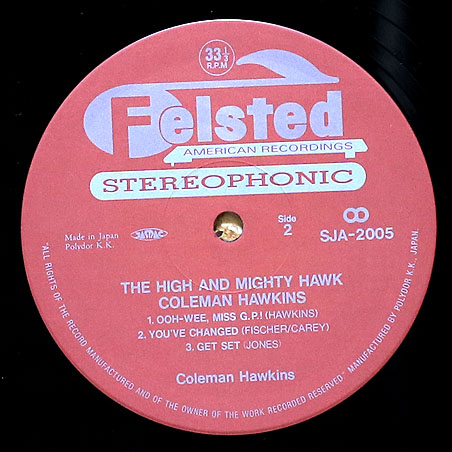 33 1/3
R.P.M
Felsted
AMERICAN RECORDINGS
STEREOPHONIC
Made in Japan
Polydor K.K.
Side
2
SJA-2005
THE HIGH AND MIGHTY HAWK
COLEMAN HAWKINS
1. OOH-WEE, MISS G.P.! (HAWKINS)
2. YOU'VE CHANGED (FISCHER/CAREY)
3. GET SET (JONES)
Coleman Hawkins
"ALL RIGHTS OF THE RECORD MANUFACTURED AND OF THE OWNER OF THE WORK RECORDED RESERVED" MANUFACTURED BY POLYDOR K.K., JAPAN.